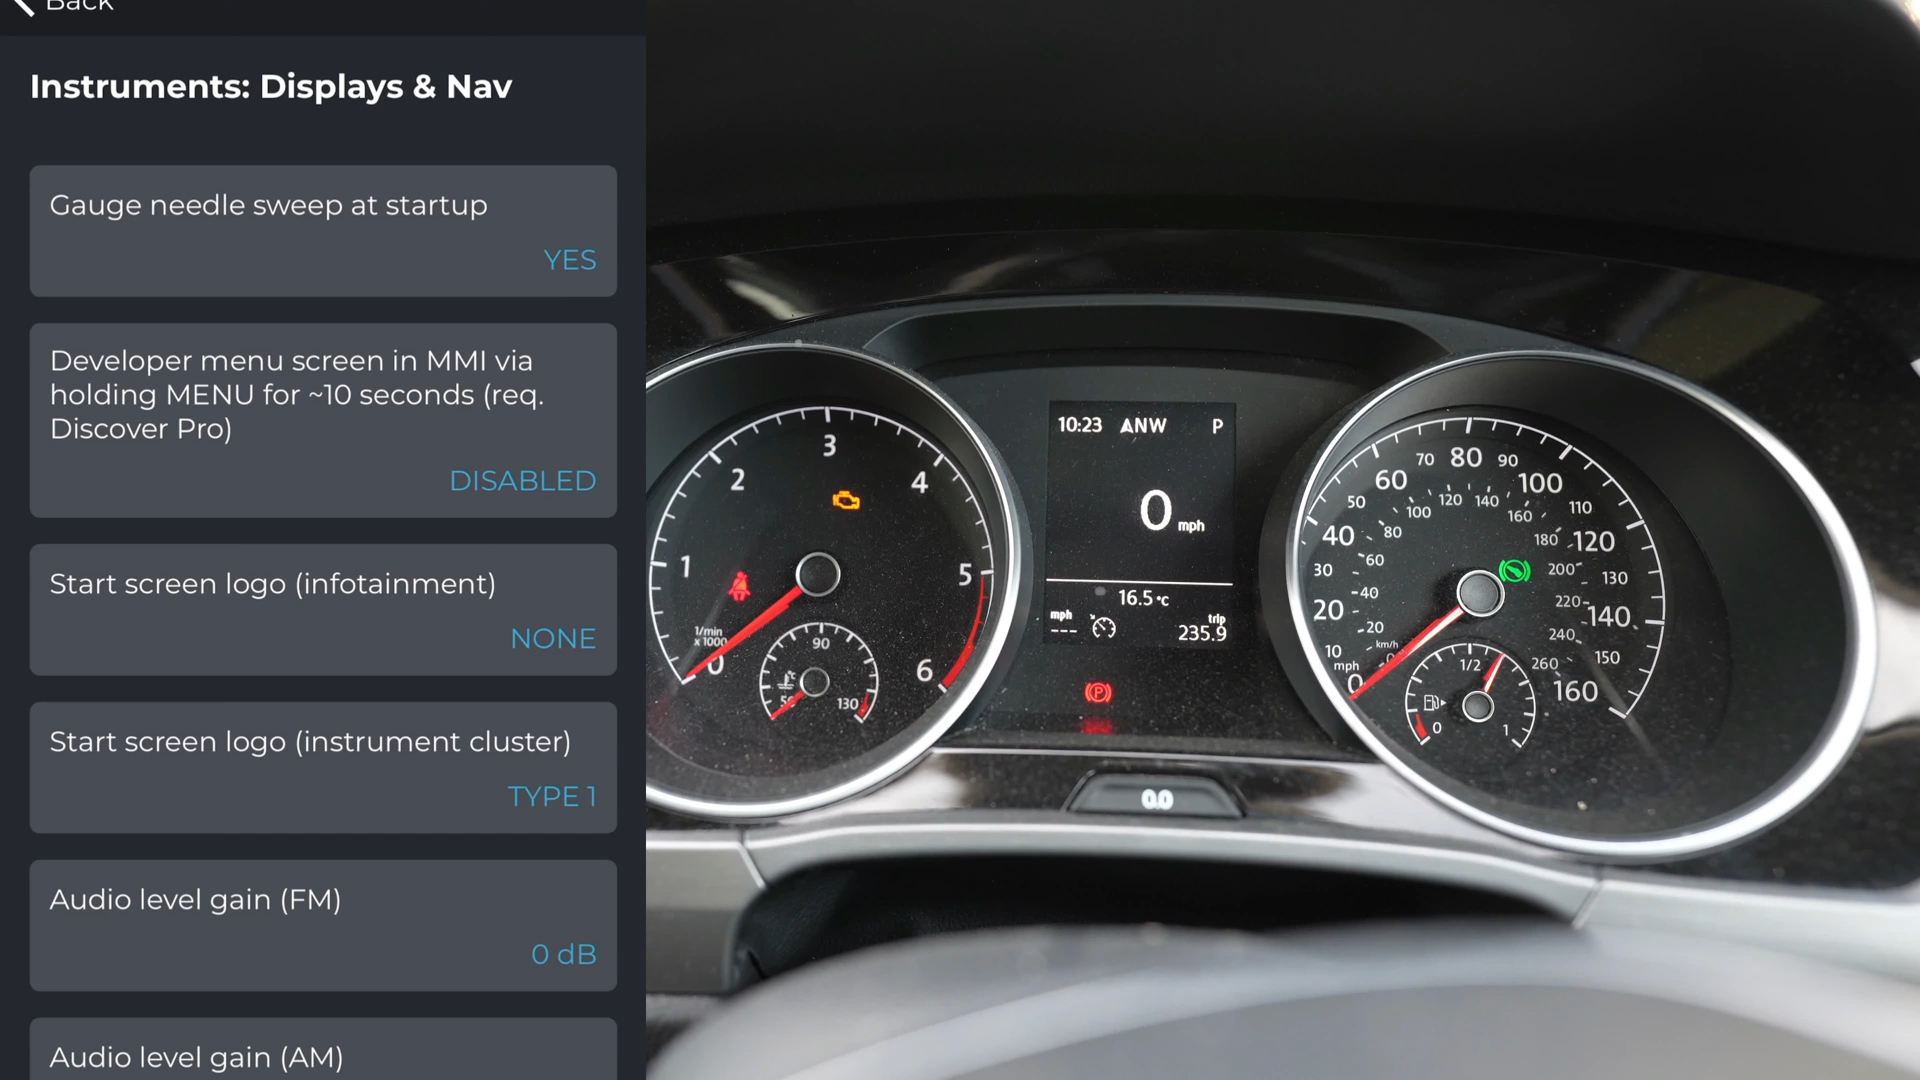 Back
Instruments: Displays & Nav
Gauge needle sweep at startup
YES
Developer menu screen in MMI via
holding MENU for ~10 seconds (req.
Discover Pro)
DISABLED
Start screen logo (infotainment)
NONE
Start screen logo (instrument cluster)
TYPE 1
Audio level gain (FM)
0 dB
Audio level gain (AM)
0
1
2
3
4
5
6
1/min
x 1000
50
90
130
°C
10:23 ANW P
0 mph
16.5 °C
mph
---
trip
235.9
P
0.0
0
10
20
30
40
50
60
70
80
90
100
110
120
130
140
150
160
mph
km/h
0
20
40
60
80
100
120
140
160
180
200
220
240
260
0
1/2
1